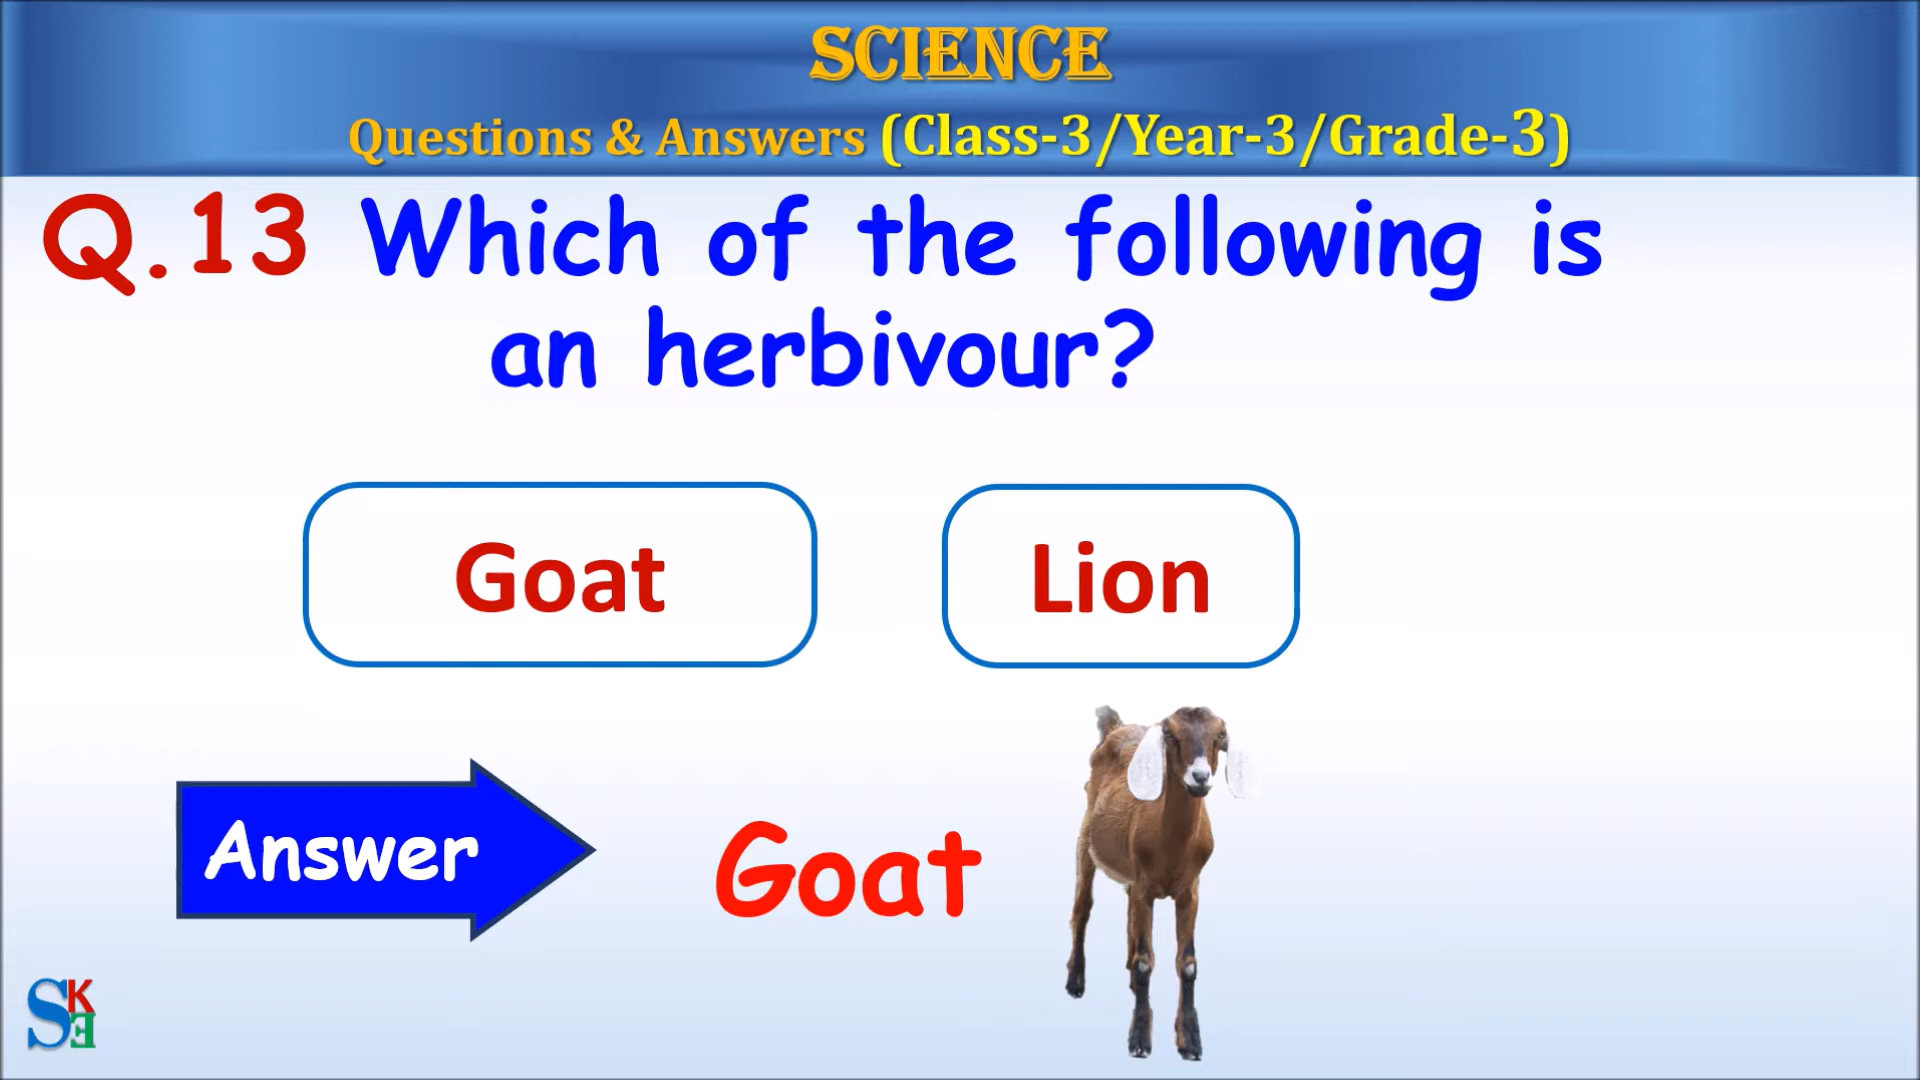 SCIENCE
Questions & Answers (Class-3/Year-3/Grade-3)
Q.13 Which of the following is
an herbivour?
Goat
Lion
Answer
Goat
SKE